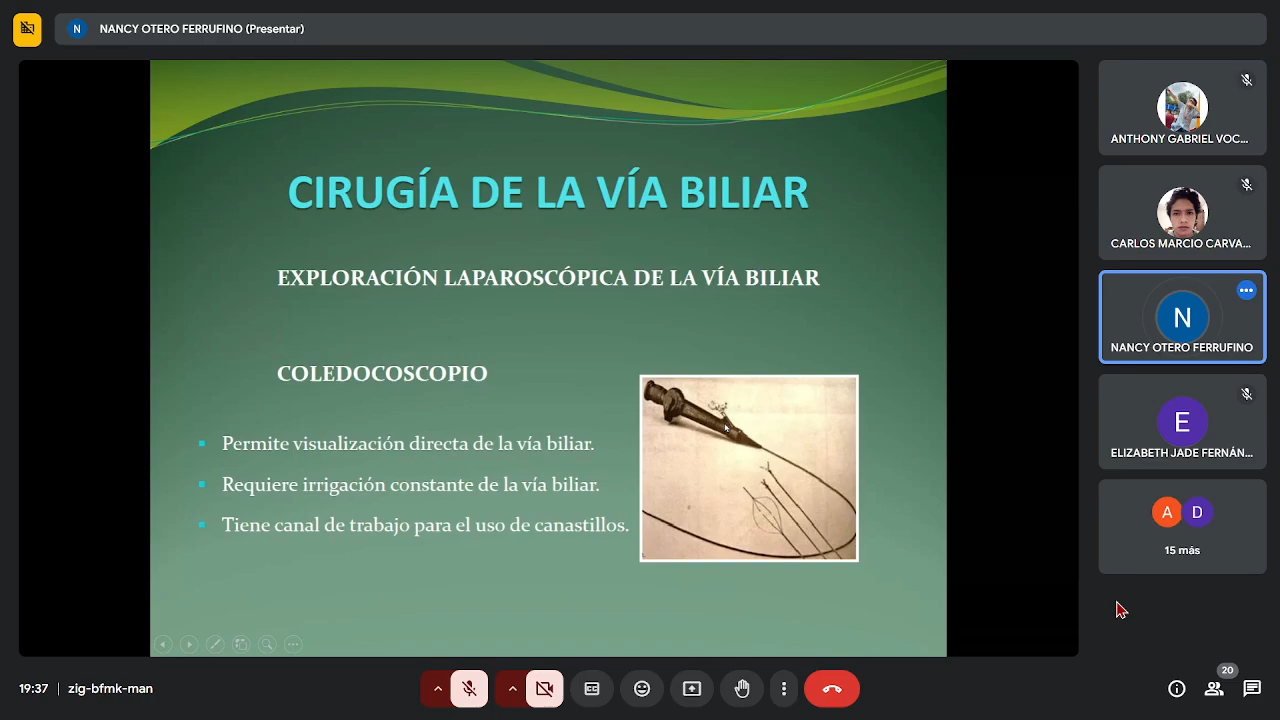 N NANCY OTERO FERRUFINO (Presentar)
CIRUGÍA DE LA VÍA BILIAR
EXPLORACIÓN LAPAROSCÓPICA DE LA VÍA BILIAR
COLEDOCOSCOPIO
Permite visualización directa de la vía biliar.
Requiere irrigación constante de la vía biliar.
Tiene canal de trabajo para el uso de canastillos.
ANTHONY GABRIEL VOC...
CARLOS MARCIO CARVA...
N
NANCY OTERO FERRUFINO
E
ELIZABETH JADE FERNÁN...
A D
15 más
19:37 | zig-bfmk-man
20